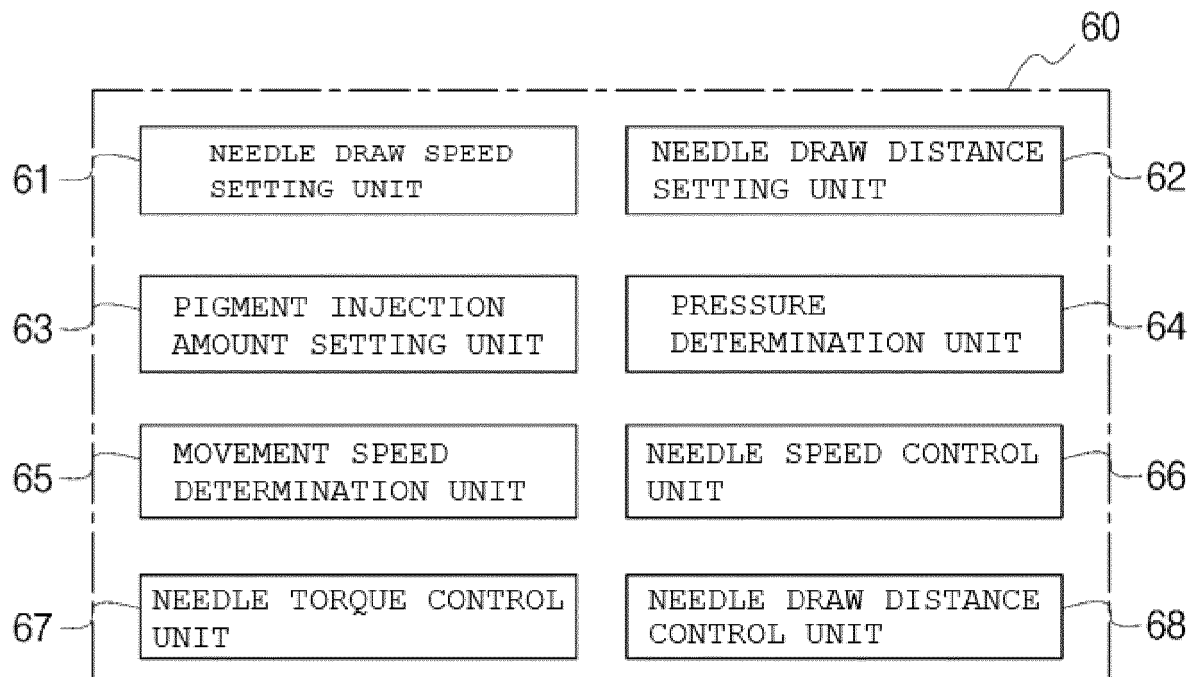 60
61
NEEDLE DRAW SPEED
SETTING UNIT
NEEDLE DRAW DISTANCE
SETTING UNIT
62
63
PIGMENT INJECTION
AMOUNT SETTING UNIT
PRESSURE
DETERMINATION UNIT
64
65
MOVEMENT SPEED
DETERMINATION UNIT
NEEDLE SPEED CONTROL
UNIT
66
67
NEEDLE TORQUE CONTROL
UNIT
NEEDLE DRAW DISTANCE
CONTROL UNIT
68